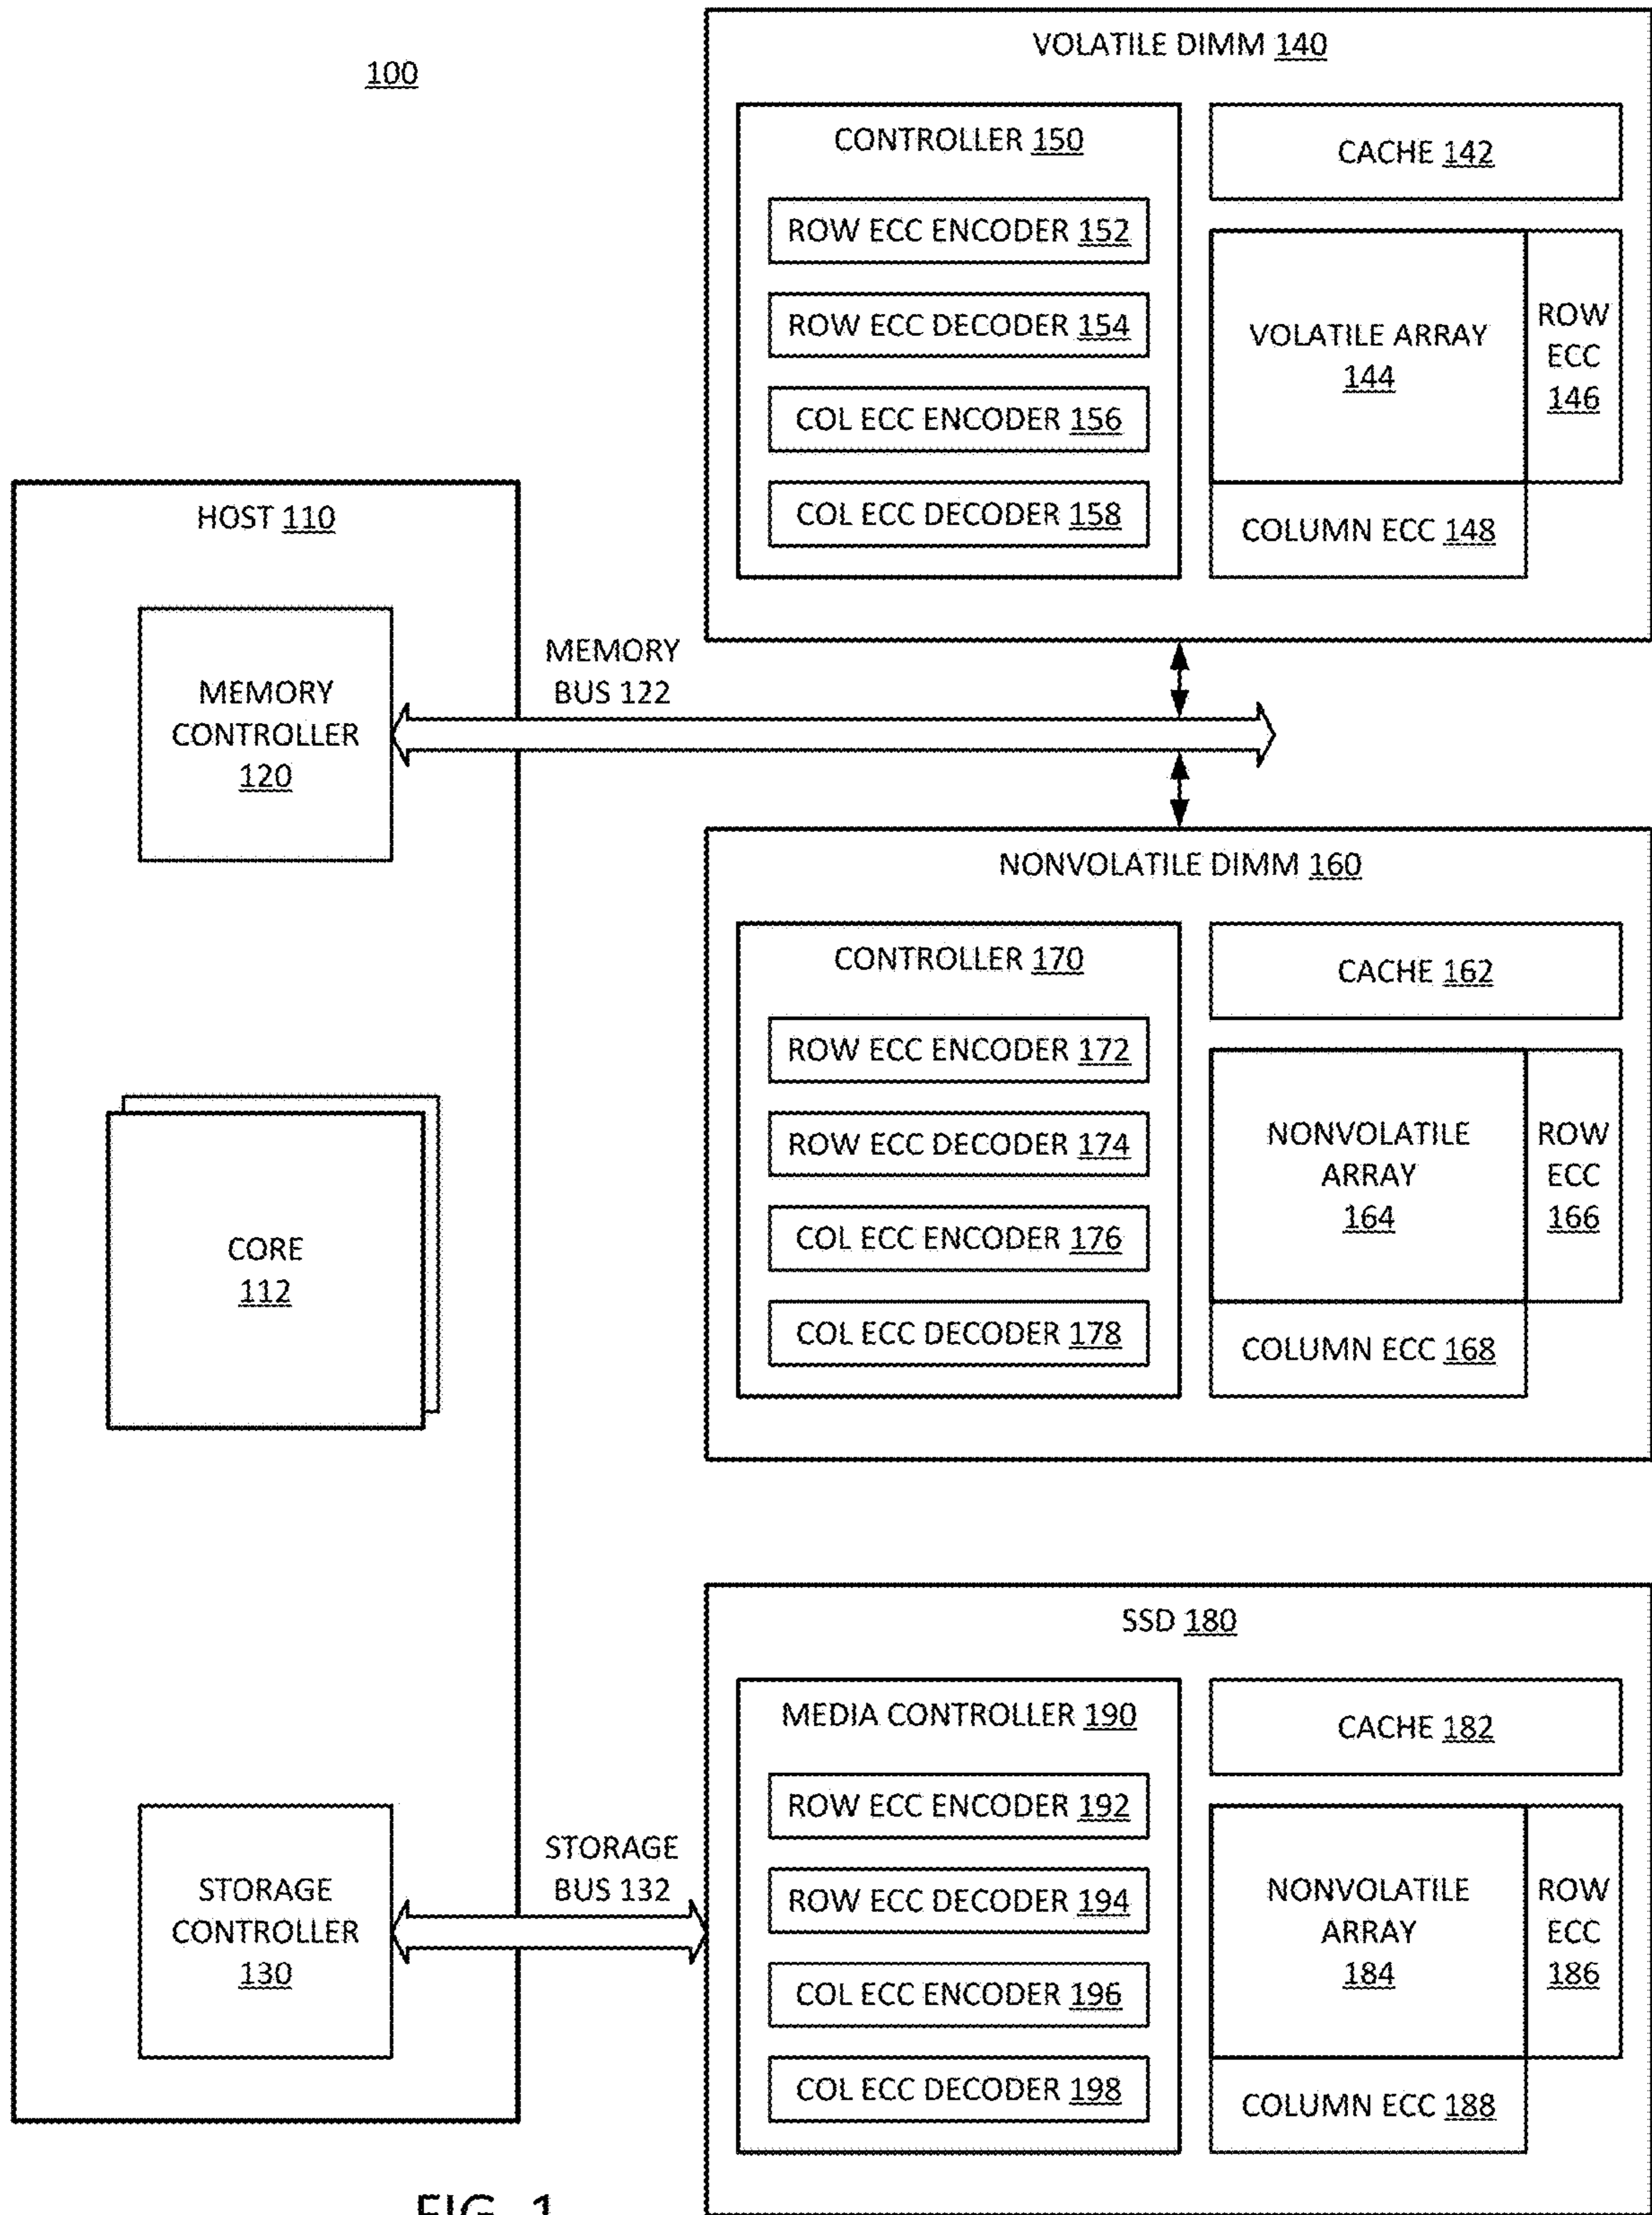 100
VOLATILE DIMM 140
CONTROLLER 150
ROW ECC ENCODER 152
ROW ECC DECODER 154
COL ECC ENCODER 156
COL ECC DECODER 158
CACHE 142
VOLATILE ARRAY
144
ROW
ECC
146
COLUMN ECC 148
HOST 110
MEMORY
CONTROLLER
120
MEMORY
BUS 122
CORE
112
NONVOLATILE DIMM 160
CONTROLLER 170
ROW ECC ENCODER 172
ROW ECC DECODER 174
COL ECC ENCODER 176
COL ECC DECODER 178
CACHE 162
NONVOLATILE
ARRAY
164
ROW
ECC
166
COLUMN ECC 168
STORAGE
CONTROLLER
130
STORAGE
BUS 132
SSD 180
MEDIA CONTROLLER 190
ROW ECC ENCODER 192
ROW ECC DECODER 194
COL ECC ENCODER 196
COL ECC DECODER 198
CACHE 182
NONVOLATILE
ARRAY
184
ROW
ECC
186
COLUMN ECC 188
FIG. 1